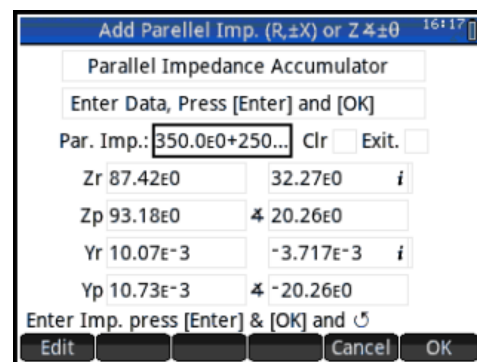 Add Parellel Imp. (R,±X) or Z∡±θ 16:17
Parallel Impedance Accumulator
Enter Data, Press [Enter] and [OK]
Par. Imp.: 350.0E0+250... Clr Exit.
Zr 87.42E0 32.27E0 i
Zp 93.18E0 ∡ 20.26E0
Yr 10.07E-3 -3.717E-3 i
Yp 10.73E-3 ∡ -20.26E0
Enter Imp. press [Enter] & [OK] and ↺
Edit Cancel OK